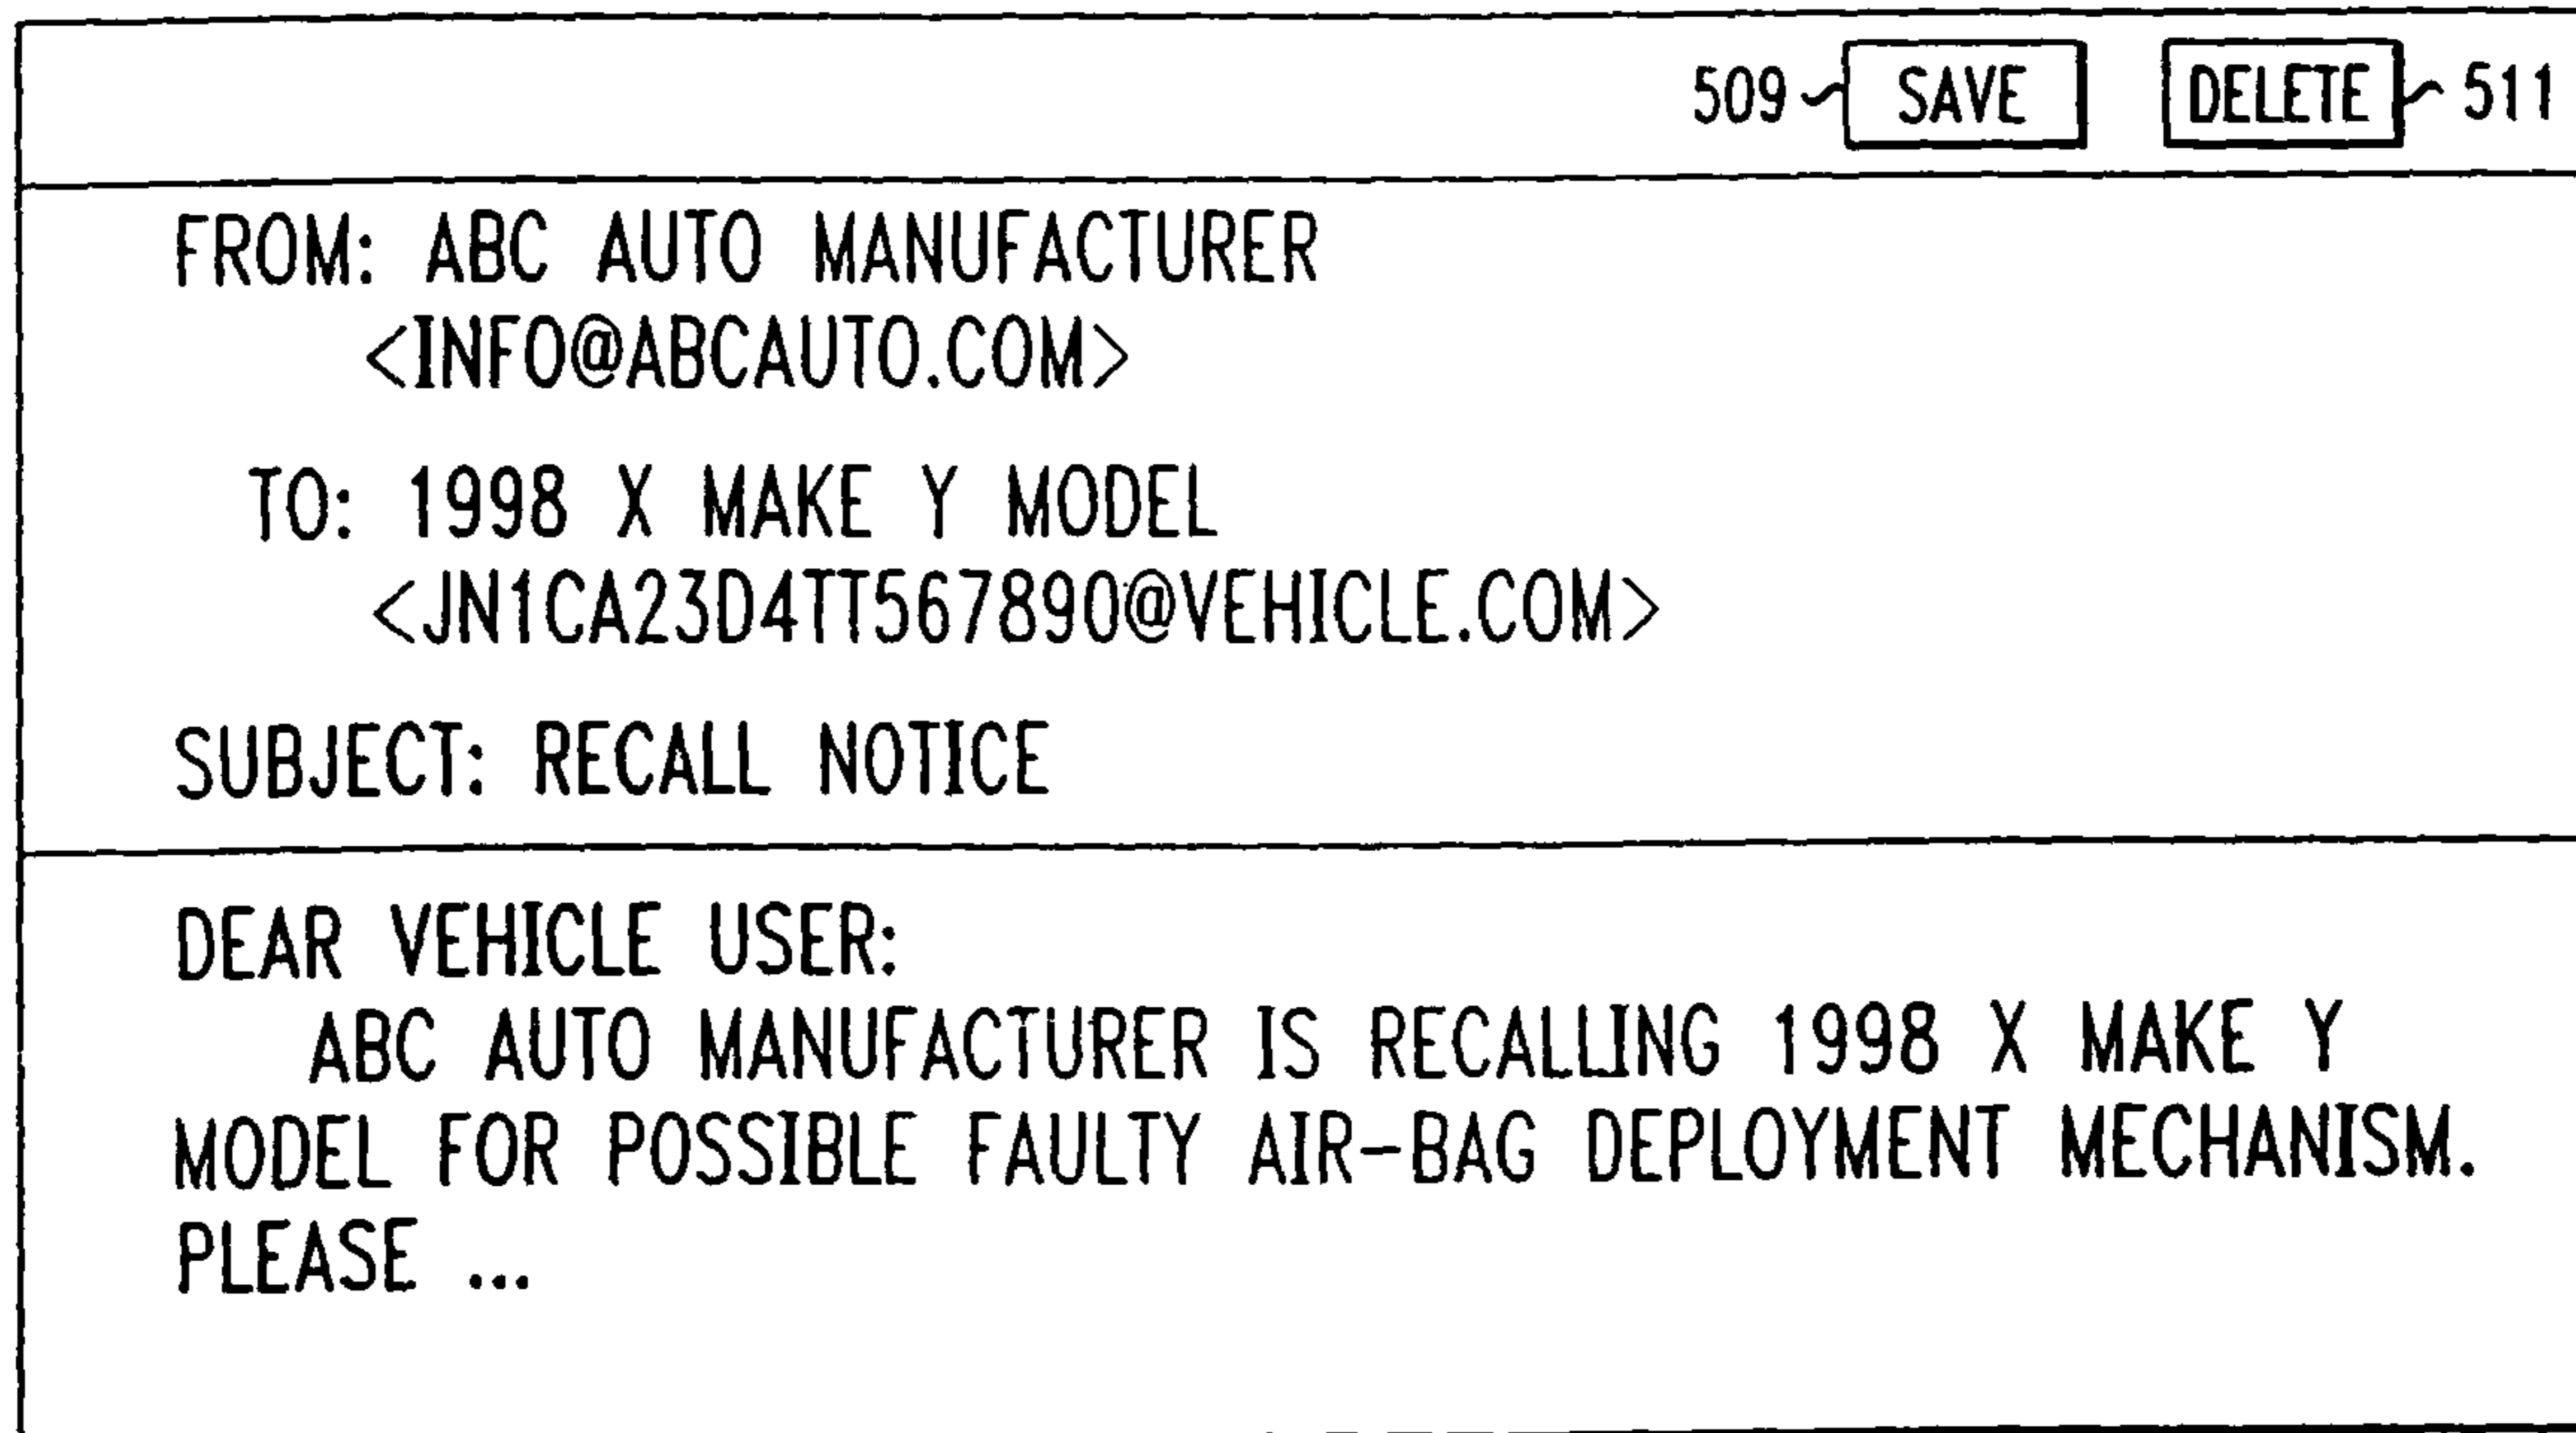 509 SAVE DELETE 511
FROM: ABC AUTO MANUFACTURER
<INFO@ABCAUTO.COM>
TO: 1998 X MAKE Y MODEL
<JN1CA23D4TT567890@VEHICLE.COM>
SUBJECT: RECALL NOTICE
DEAR VEHICLE USER:
ABC AUTO MANUFACTURER IS RECALLING 1998 X MAKE Y
MODEL FOR POSSIBLE FAULTY AIR-BAG DEPLOYMENT MECHANISM.
PLEASE ...